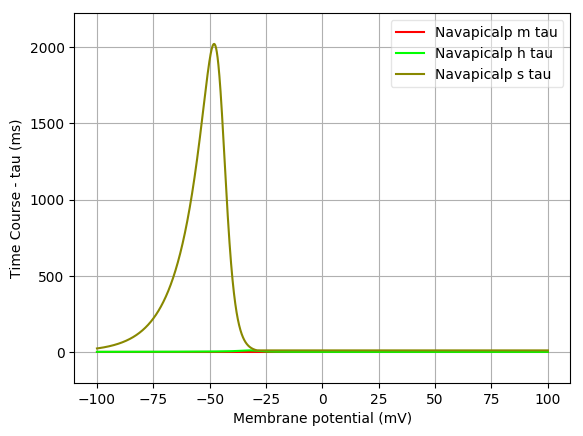 Navapicalp m tau
Navapicalp h tau
Navapicalp s tau
2000
1500
1000
500
0
Time Course - tau (ms)
−100 −75 −50 −25 0 25 50 75 100
Membrane potential (mV)